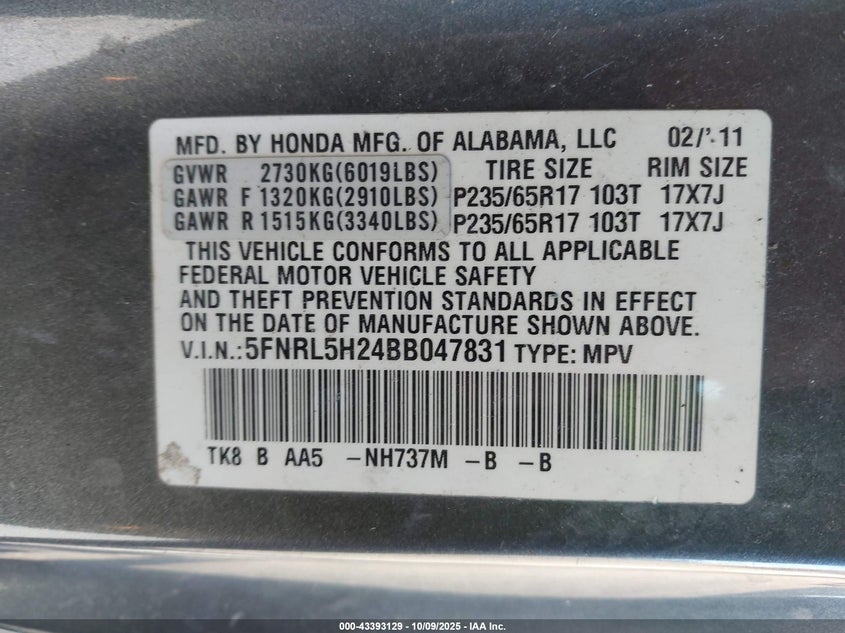 MFD. BY HONDA MFG. OF ALABAMA, LLC 02/'11
GVWR 2730KG(6019LBS) TIRE SIZE RIM SIZE
GAWR F 1320KG(2910LBS) P235/65R17 103T 17X7J
GAWR R 1515KG(3340LBS) P235/65R17 103T 17X7J
THIS VEHICLE CONFORMS TO ALL APPLICABLE
FEDERAL MOTOR VEHICLE SAFETY
AND THEFT PREVENTION STANDARDS IN EFFECT
ON THE DATE OF MANUFACTURE SHOWN ABOVE.
V.I.N.:5FNRL5H24BB047831 TYPE: MPV
TK8 B AA5 -NH737M -B -B
000-43393129 - 10/09/2025 - IAA Inc.